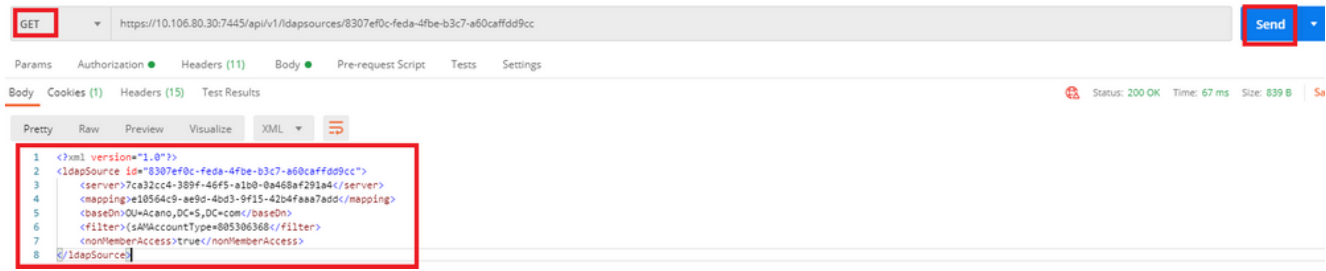 GET https://10.106.80.30:7445/api/v1/ldapsources/8307ef0c-feda-4fbe-b3c7-a60caffdd9cc Send
Params Authorization Headers (11) Body Pre-request Script Tests Settings
Body Cookies (1) Headers (15) Test Results Status: 200 OK Time: 67 ms Size: 839 B Sa
Pretty Raw Preview Visualize XML
1 <?xml version="1.0"?>
2 <ldapSource id="8307ef0c-feda-4fbe-b3c7-a60caffdd9cc">
3 <server>7ca32cc4-389f-46f5-a1b0-0a468af291a4</server>
4 <mapping>e10564c9-ae9d-4bd3-9f15-42b4faaa7add</mapping>
5 <baseDn>OU=Acano,DC=S,DC=com</baseDn>
6 <filter>(sAMAccountType=805306368</filter>
7 <nonMemberAccess>true</nonMemberAccess>
8 </ldapSource>